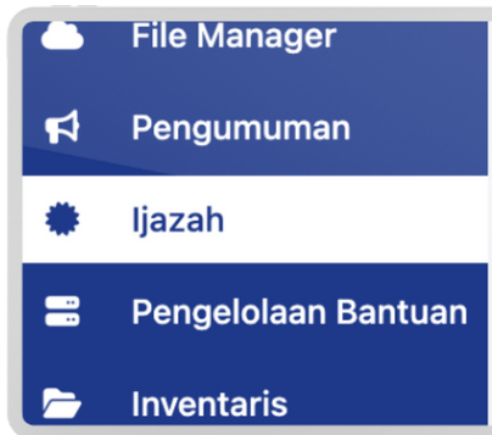 File Manager
Pengumuman
Ijazah
Pengelolaan Bantuan
Inventaris